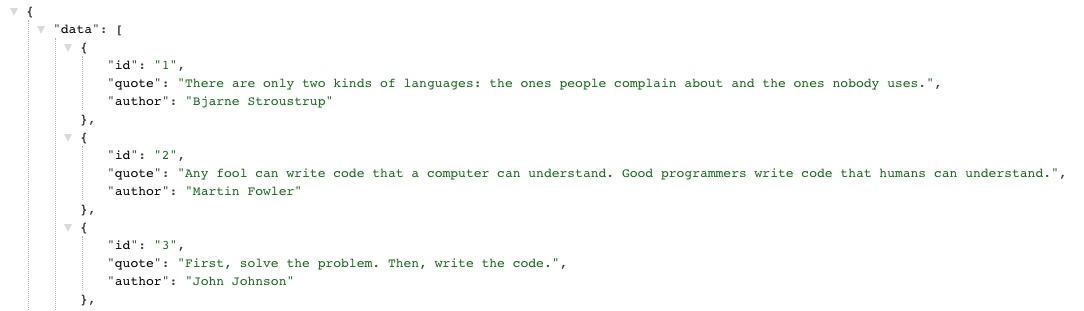 {
"data": [
{
"id": "1",
"quote": "There are only two kinds of languages: the ones people complain about and the ones nobody uses.",
"author": "Bjarne Stroustrup"
},
{
"id": "2",
"quote": "Any fool can write code that a computer can understand. Good programmers write code that humans can understand.",
"author": "Martin Fowler"
},
{
"id": "3",
"quote": "First, solve the problem. Then, write the code.",
"author": "John Johnson"
},